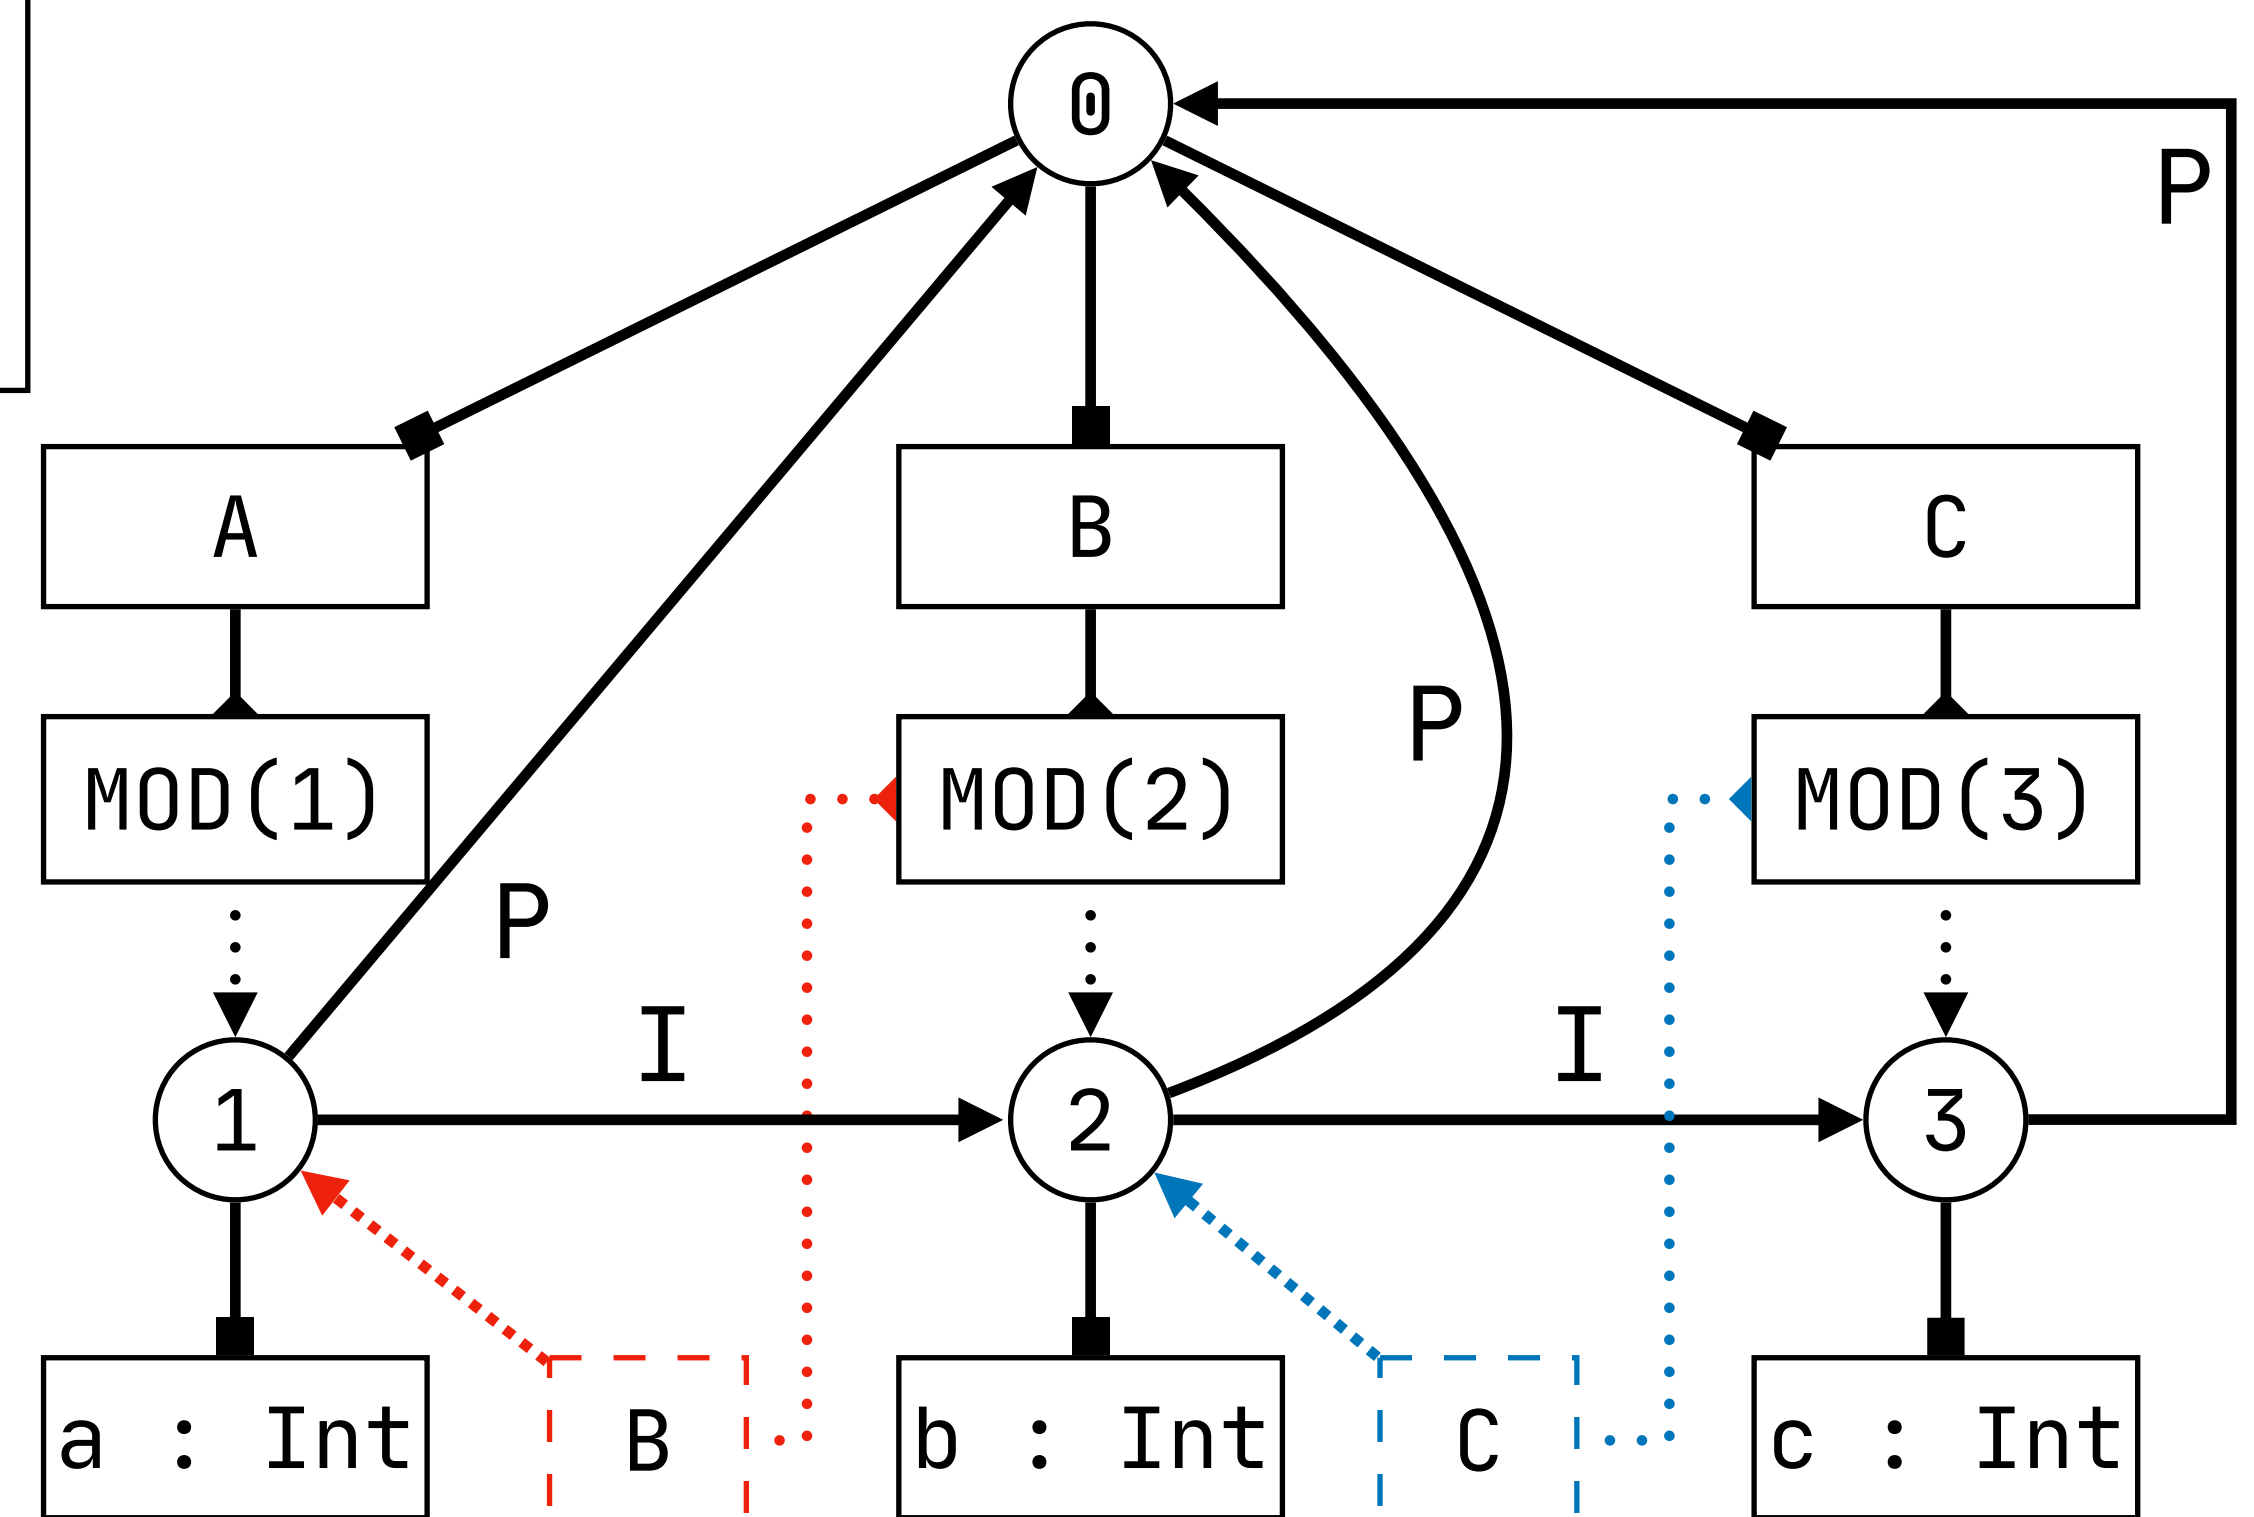 0
P
A
B
C
MOD(1)
MOD(2)
P
MOD(3)
P
I
I
1
2
3
a : Int
B
b : Int
C
c : Int